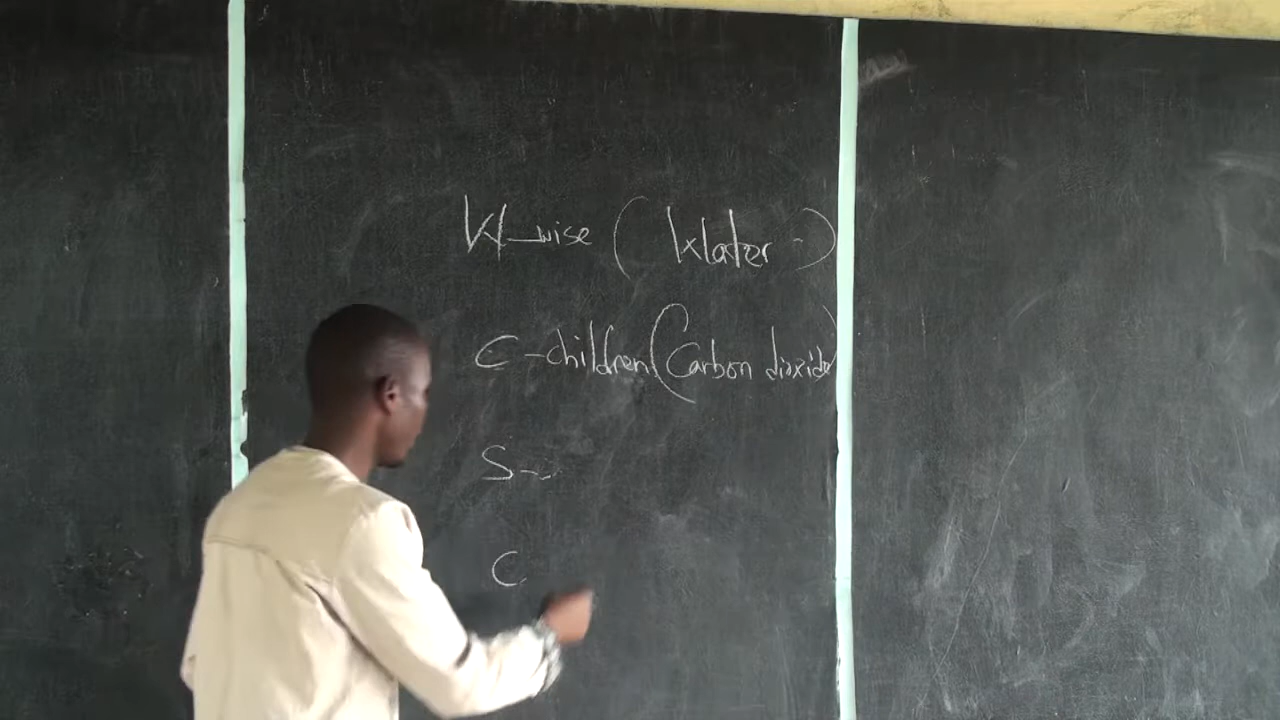 W-wise (Water -)
C-children (Carbon dioxide)
S-
C